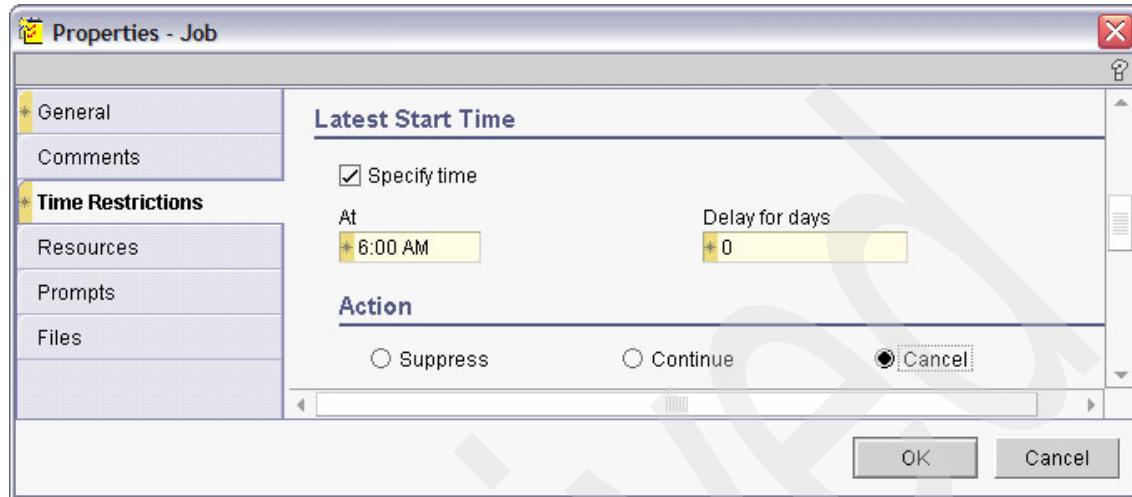 Properties - Job
General
Comments
Time Restrictions
Resources
Prompts
Files
Latest Start Time
Specify time
At
Delay for days
6:00 AM
0
Action
Suppress
Continue
Cancel
OK
Cancel